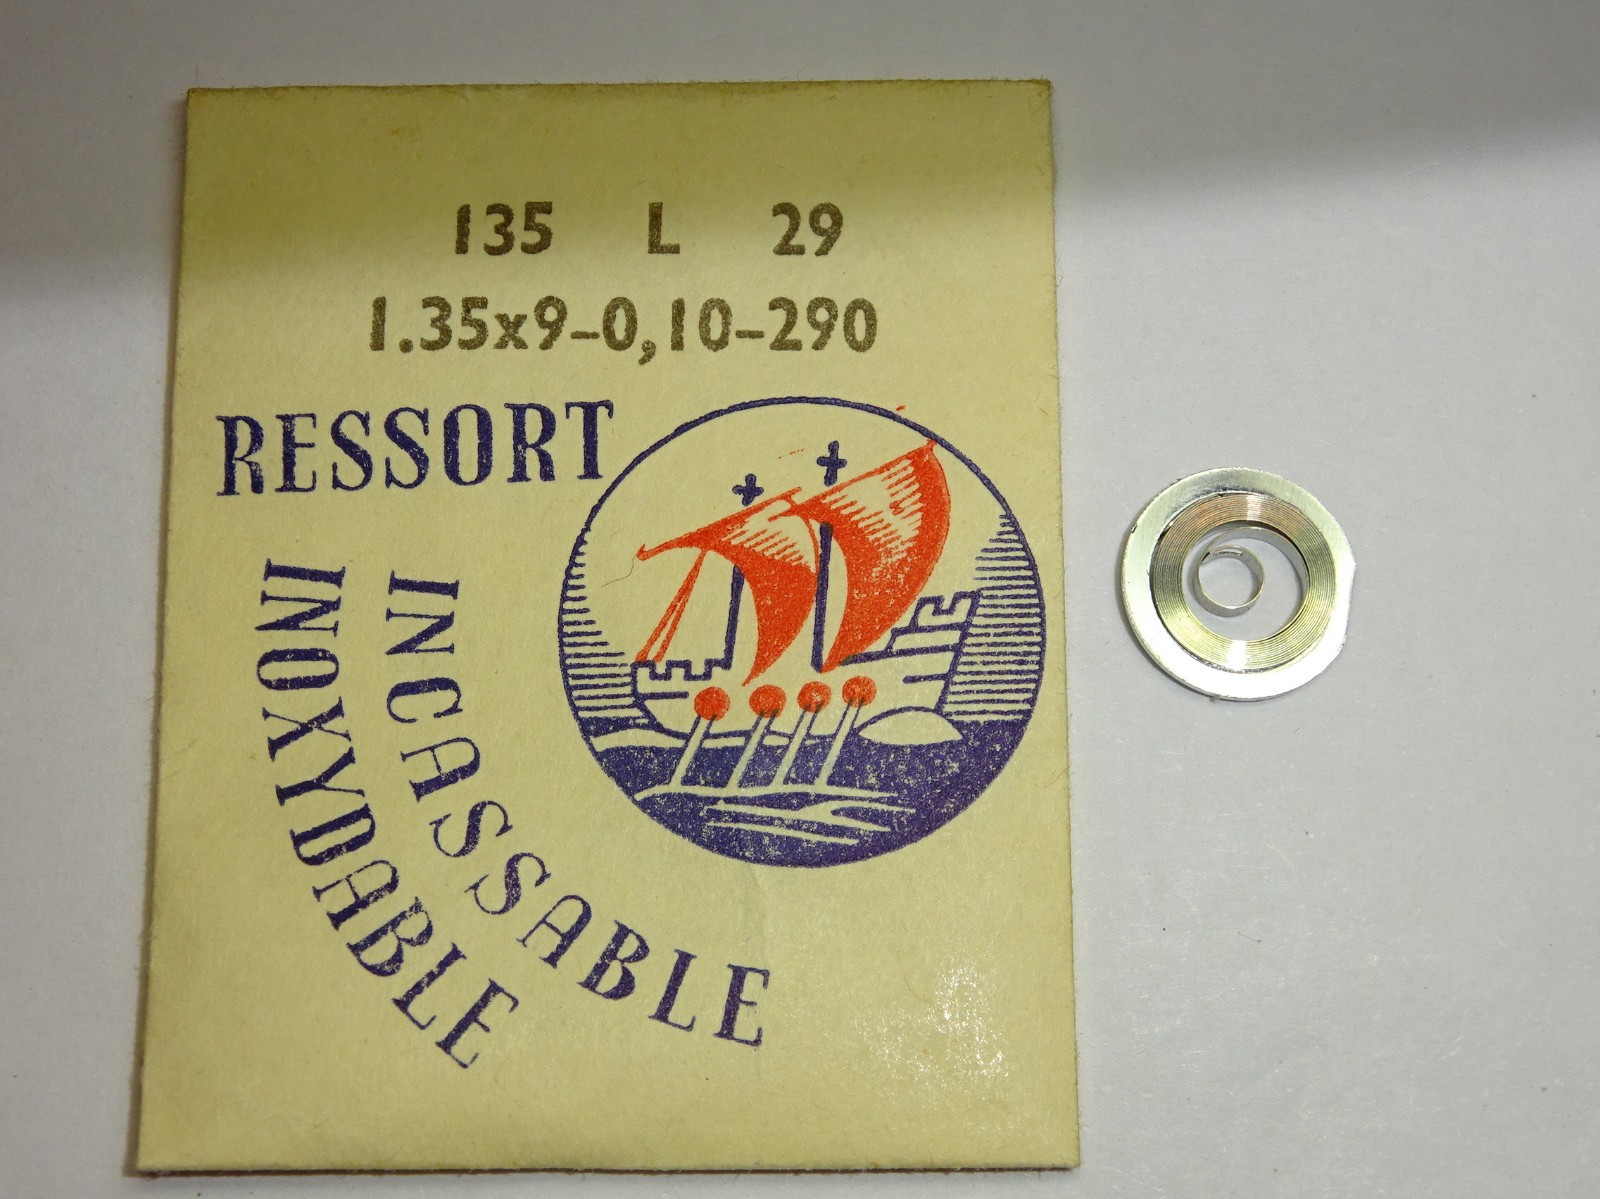 135 L 29
1.35x9-0,10-290
RESSORT
INCASSABLE
INOXYDABLE